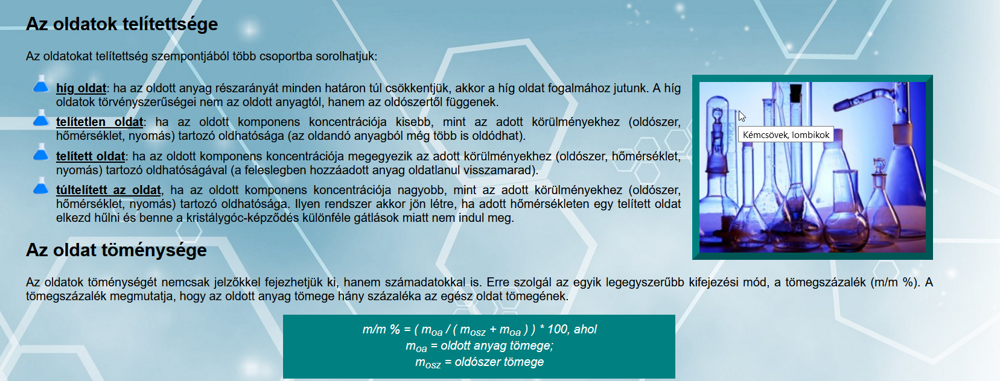 Az oldatok telítettsége
Az oldatokat telítettség szempontjából több csoportba sorolhatjuk:
híg oldat: ha az oldott anyag részarányát minden határon túl csökkentjük, akkor a híg oldat fogalmához jutunk. A híg
oldatok törvényszerűségei nem az oldott anyagtól, hanem az oldószertől függenek.
telítetlen oldat: ha az oldott komponens koncentrációja kisebb, mint az adott körülményekhez (oldószer,
hőmérséklet, nyomás) tartozó oldhatósága (az oldandó anyagból még több is oldódhat).
telített oldat: ha az oldott komponens koncentrációja megegyezik az adott körülményekhez (oldószer, hőmérséklet,
nyomás) tartozó oldhatóságával (a feleslegben hozzáadott anyag oldatlanul visszamarad).
túltelített az oldat, ha az oldott komponens koncentrációja nagyobb, mint az adott körülményekhez (oldószer,
hőmérséklet, nyomás) tartozó oldhatósága. Ilyen rendszer akkor jön létre, ha adott hőmérsékleten egy telített oldat
elkezd hűlni és benne a kristálygóc-képződés különféle gátlások miatt nem indul meg.
Kémcsövek, lombikok
Az oldat töménysége
Az oldatok töménységét nemcsak jelzőkkel fejezhetjük ki, hanem számadatokkal is. Erre szolgál az egyik legegyszerűbb kifejezési mód, a tömegszázalék (m/m %). A
tömegszázalék megmutatja, hogy az oldott anyag tömege hány százaléka az egész oldat tömegének.
m/m % = ( moa / ( mosz + moa ) ) * 100, ahol
moa = oldott anyag tömege;
mosz = oldószer tömege